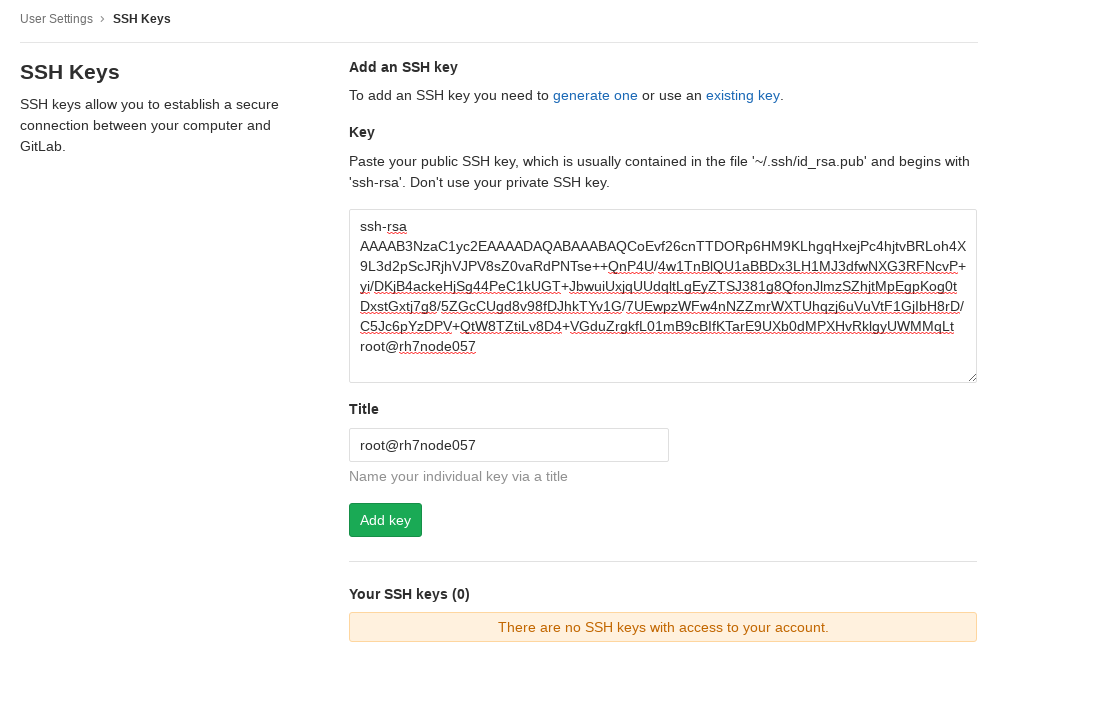 User Settings > SSH Keys
SSH Keys
SSH keys allow you to establish a secure
connection between your computer and
GitLab.
Add an SSH key
To add an SSH key you need to generate one or use an existing key.
Key
Paste your public SSH key, which is usually contained in the file '~/.ssh/id_rsa.pub' and begins with
'ssh-rsa'. Don't use your private SSH key.
ssh-rsa
AAAAB3NzaC1yc2EAAAADAQABAAABAQCoEvf26cnTTDORp6HM9KLhgqHxejPc4hjtvBRLoh4X
9L3d2pScJRjhVJPV8sZ0vaRdPNTse++QnP4U/4w1TnBlQU1aBBDx3LH1MJ3dfwNXG3RFNcvP+
yi/DKjB4ackeHjSg44PeC1kUGT+JbwuiUxjqUUdqltLgEyZTSJ381g8QfonJlmzSZhjtMpEgpKog0t
DxstGxtj7g8/5ZGcCUgd8v98fDJhkTYv1G/7UEwpzWFw4nNZZmrWXTUhqzj6uVuVtF1GjIbH8rD/
C5Jc6pYzDPV+QtW8TZtiLv8D4+VGduZrgkfL01mB9cBIfKTarE9UXb0dMPXHvRklgyUWMMqLt
root@rh7node057
Title
root@rh7node057
Name your individual key via a title
Add key
Your SSH keys (0)
There are no SSH keys with access to your account.